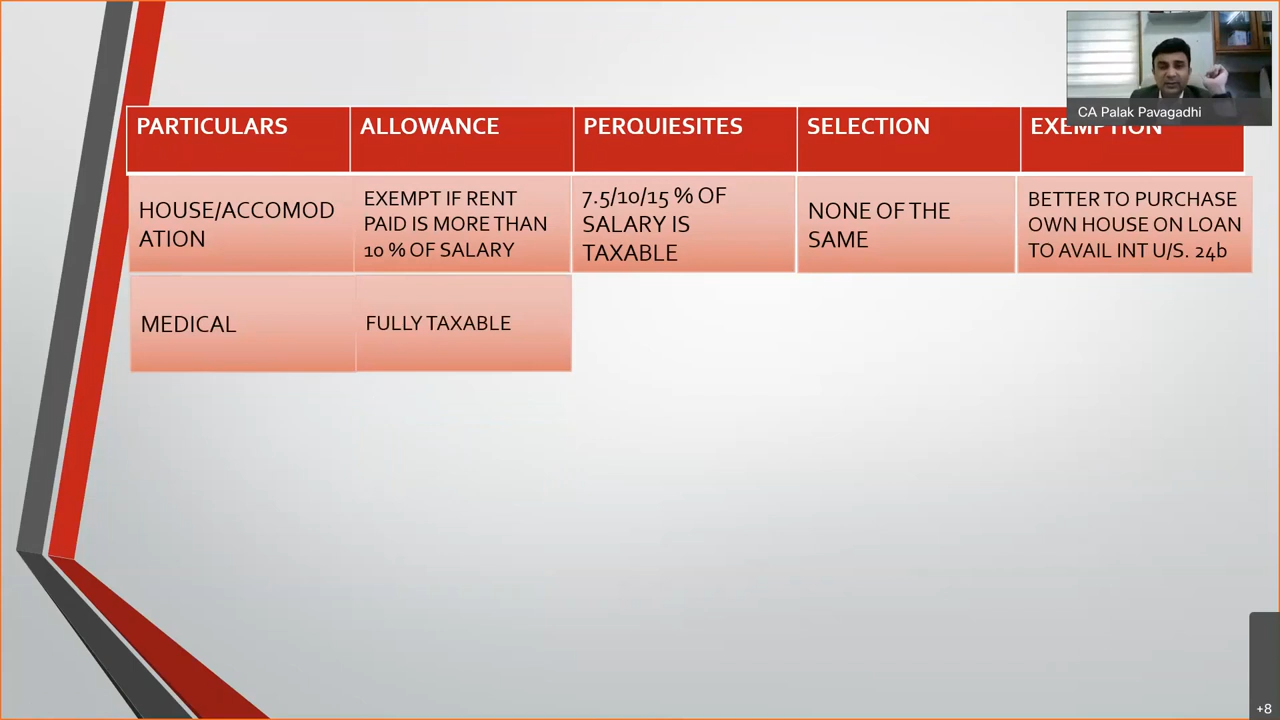 CA Palak Pavagadhi
PARTICULARS
ALLOWANCE
PERQUIESITES
SELECTION
EXEMPTION
HOUSE/ACCOMOD
ATION
EXEMPT IF RENT
PAID IS MORE THAN
10 % OF SALARY
7.5/10/15 % OF
SALARY IS
TAXABLE
NONE OF THE
SAME
BETTER TO PURCHASE
OWN HOUSE ON LOAN
TO AVAIL INT U/S. 24b
MEDICAL
FULLY TAXABLE
+8